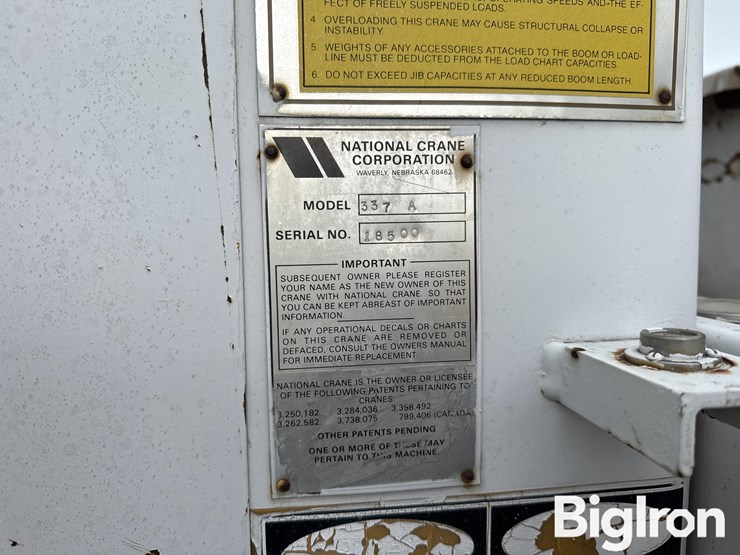 OPERATING SPEEDS AND THE EF-
FECT OF FREELY SUSPENDED LOADS.
4. OVERLOADING THIS CRANE MAY CAUSE STRUCTURAL COLLAPSE OR
INSTABILITY.
5. WEIGHTS OF ANY ACCESSORIES ATTACHED TO THE BOOM OR LOAD-
LINE MUST BE DEDUCTED FROM THE LOAD CHART CAPACITIES.
6. DO NOT EXCEED JIB CAPACITIES AT ANY REDUCED BOOM LENGTH.
NATIONAL CRANE
CORPORATION
WAVERLY, NEBRASKA 68462
MODEL 337 A
SERIAL NO. 18500
IMPORTANT
SUBSEQUENT OWNER PLEASE REGISTER
YOUR NAME AS THE NEW OWNER OF THIS
CRANE WITH NATIONAL CRANE SO THAT
YOU CAN BE KEPT ABREAST OF IMPORTANT
INFORMATION.
IF ANY OPERATIONAL DECALS OR CHARTS
ON THIS CRANE ARE REMOVED OR
DEFACED, CONSULT THE OWNERS MANUAL
FOR IMMEDIATE REPLACEMENT
NATIONAL CRANE IS THE OWNER OR LICENSEE
OF THE FOLLOWING PATENTS PERTAINING TO
CRANES
3,250,182 3,284,036 3,398,492
3,262,582 3,738,075 789,406 (CANADA)
OTHER PATENTS PENDING
ONE OR MORE OF THESE MAY
PERTAIN TO THIS MACHINE.
BigIron